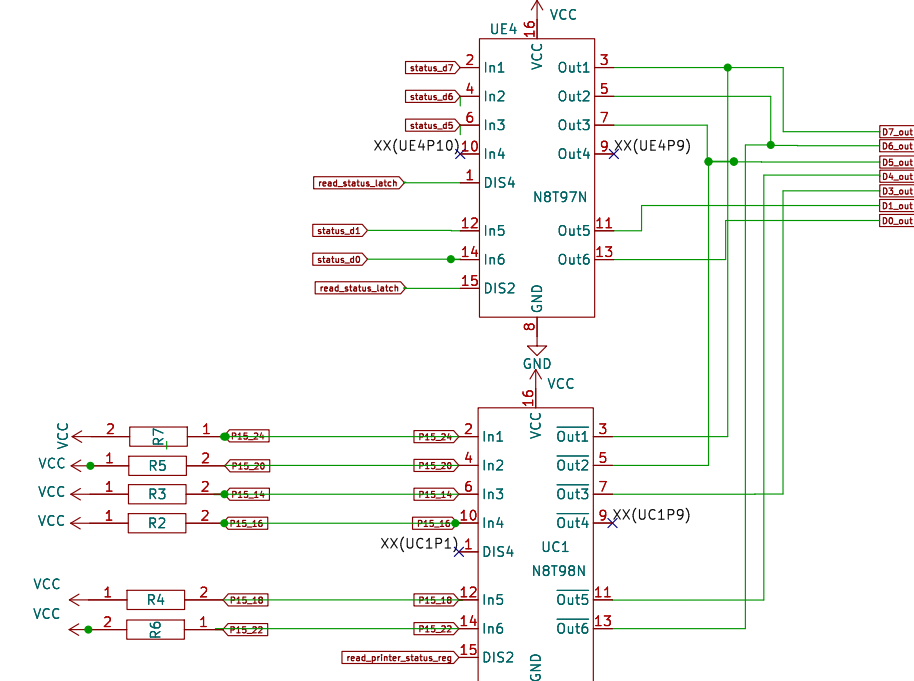 VCC
UE4
16
VCC
status_d7 2 In1 Out1 3
status_d6 4 In2 Out2 5
status_d5 6 In3 Out3 7
D7_out
XX(UE4P10) 10 In4 Out4 9 XX(UE4P9)
D6_out
D5_out
D4_out
read_status_latch 1 DIS4
D3_out
N8T97N
D1_out
D0_out
status_d1 12 In5 Out5 11
status_d0 14 In6 Out6 13
read_status_latch 15 DIS2
GND
8
GND
VCC
16
VCC
VCC 2 R7 1 P15_24 P15_24 2 In1 Out1 3
VCC 1 R5 2 P15_20 P15_20 4 In2 Out2 5
VCC 1 R3 2 P15_14 P15_14 6 In3 Out3 7
VCC 1 R2 2 P15_16 P15_16 10 In4 Out4 9 XX(UC1P9)
XX(UC1P1) 1 DIS4 UC1
N8T98N
VCC 1 R4 2 P15_18 P15_18 12 In5 Out5 11
VCC 2 R6 1 P15_22 P15_22 14 In6 Out6 13
read_printer_status_reg 15 DIS2
GND